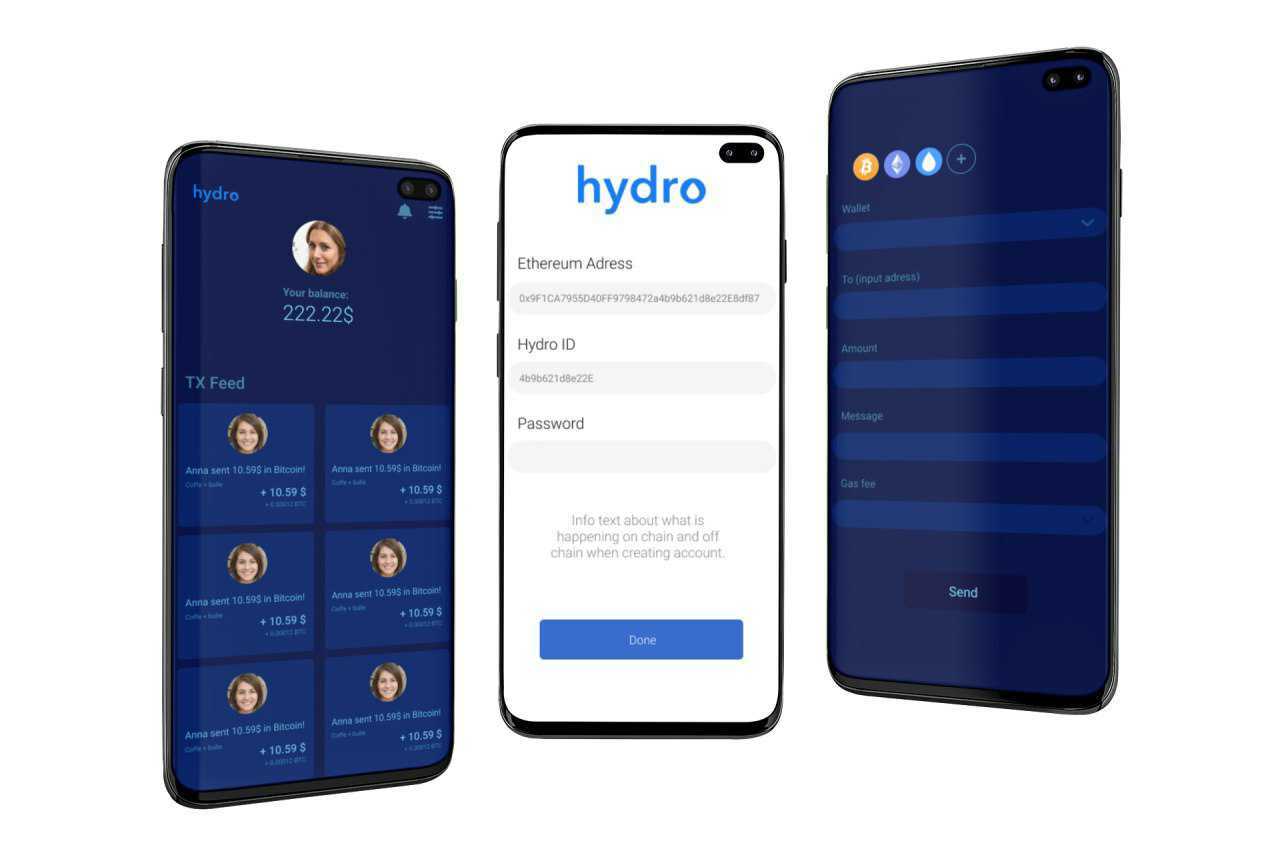 hydro
Your balance:
222.22$
TX Feed
Anna sent 10.59$ in Bitcoin!
Coffe + bulle
+ 10.59 $
+ 0.00012 BTC
Anna sent 10.59$ in Bitcoin!
Coffe + bulle
+ 10.59 $
+ 0.00012 BTC
Anna sent 10.59$ in Bitcoin!
Coffe + bulle
+ 10.59 $
+ 0.00012 BTC
Anna sent 10.59$ in Bitcoin!
Coffe + bulle
+ 10.59 $
+ 0.00012 BTC
Anna sent 10.59$ in Bitcoin!
Coffe + bulle
+ 10.59 $
+ 0.00012 BTC
Anna sent 10.59$ in Bitcoin!
Coffe + bulle
+ 10.59 $
+ 0.00012 BTC
hydro
Ethereum Adress
0x9F1CA7955D40FF9798472a4b9b621d8e22E8df87
Hydro ID
4b9b621d8e22E
Password
Info text about what is
happening on chain and off
chain when creating account.
Done
Wallet
To (input adress)
Amount
Message
Gas fee
Send